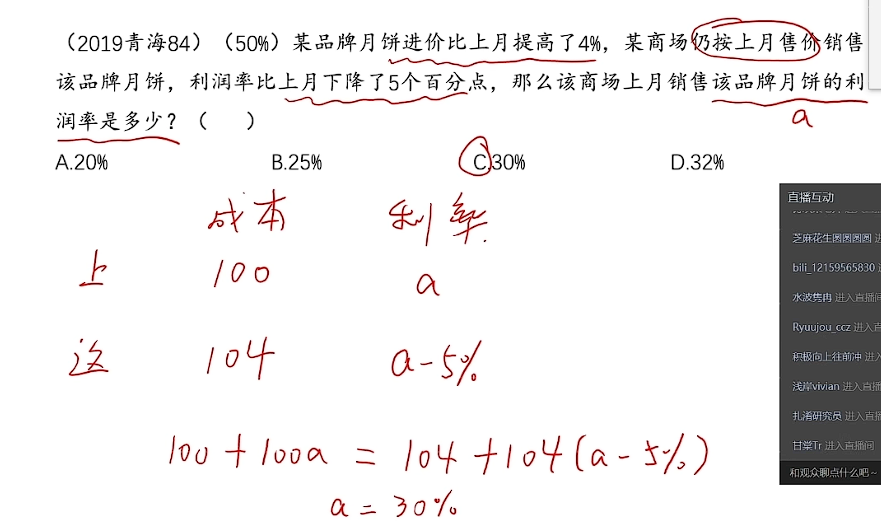 （2019青海84）（50%）某品牌月饼进价比上月提高了4%，某商场仍按上月售价销售
该品牌月饼，利润率比上月下降了5个百分点，那么该商场上月销售该品牌月饼的利
润率是多少？（ ）
a
A.20% B.25% C.30% D.32%
成本 利率
上 100 a
这 104 a-5%
100+100a=104+104(a-5%)
a=30%
直播互动
芝麻花生圆圆圆圆
bili_12159565830
水波隽冉 进入直播间
Ryuujou_ccz 进入直
积极向上往前冲 进入
浅岸vivian 进入直播
扎淆研究员 进入直播
甘棠Tr 进入直播间
和观众聊点什么吧~